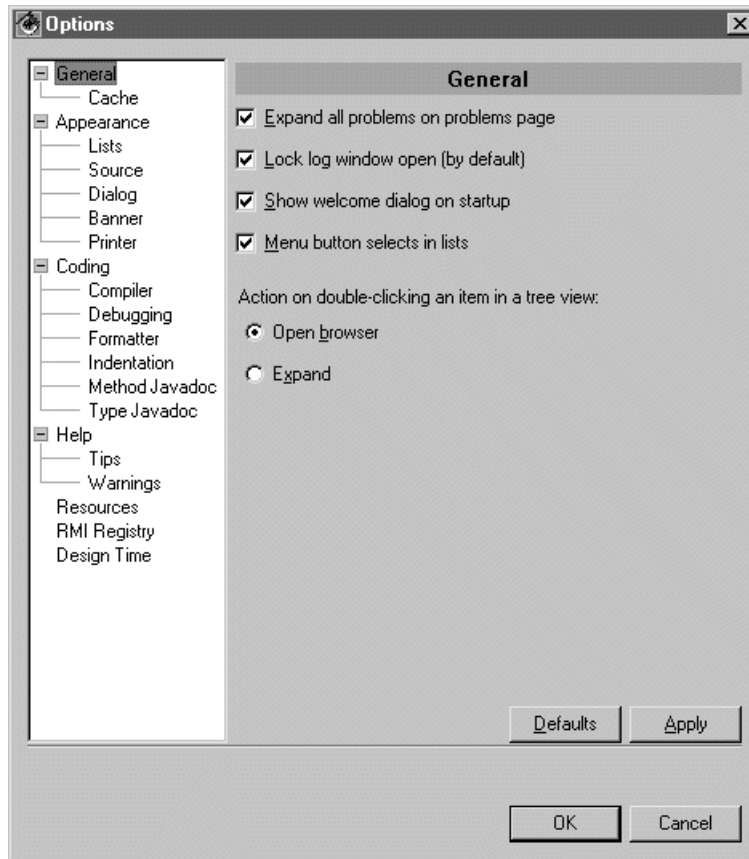 Options
General
Cache
Appearance
Lists
Source
Dialog
Banner
Printer
Coding
Compiler
Debugging
Formatter
Indentation
Method Javadoc
Type Javadoc
Help
Tips
Warnings
Resources
RMI Registry
Design Time
General
Expand all problems on problems page
Lock log window open (by default)
Show welcome dialog on startup
Menu button selects in lists
Action on double-clicking an item in a tree view:
Open browser
Expand
Defaults Apply
OK Cancel